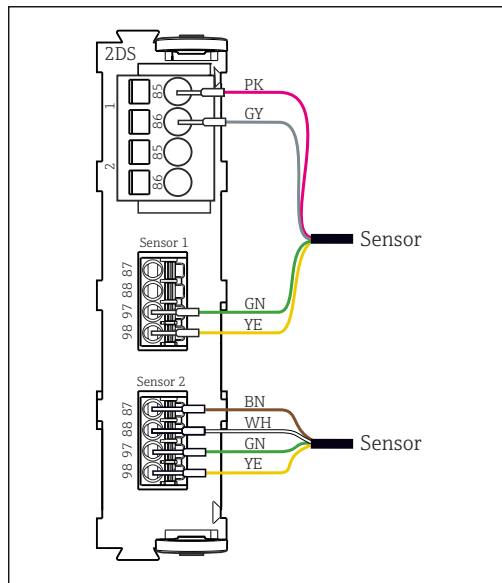 2DS
1
85
PK
86
GY
2
85
86
Sensor
Sensor 1
87
88
97
GN
98
YE
Sensor 2
87
BN
88
WH
97
GN
Sensor
98
YE